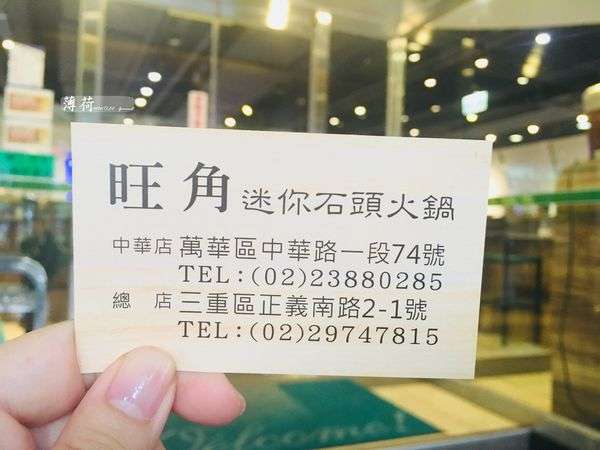 薄荷
旺角迷你石頭火鍋
中華店 萬華區中華路一段74號
TEL:(02)23880285
總 店 三重區正義南路2-1號
TEL:(02)29747815
Welcome!